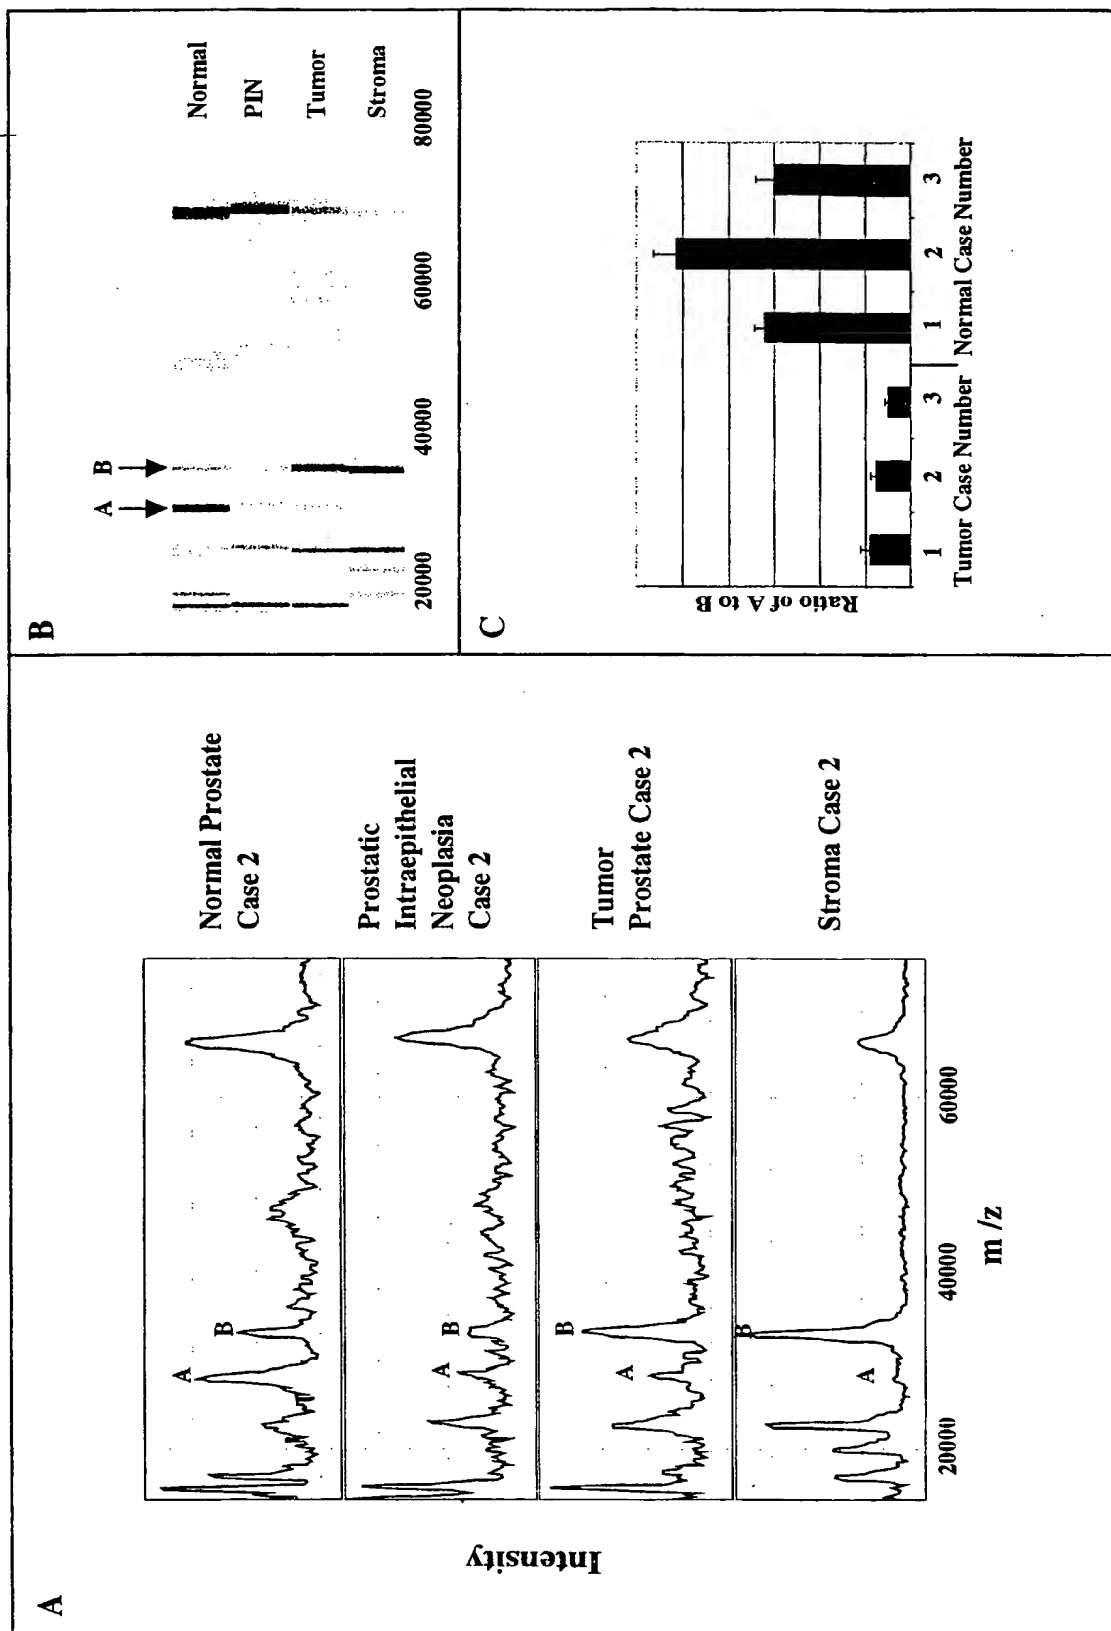 A
Intensity
A
B
Normal Prostate
Case 2
A
B
Prostatic
Intraepithelial
Neoplasia
Case 2
A
B
Tumor
Prostate Case 2
A
B
Stroma Case 2
20000
40000
60000
m /z
B
A
B
Normal
PIN
Tumor
Stroma
20000
40000
60000
80000
C
Ratio of A to B
1
2
3
1
2
3
Tumor Case Number
Normal Case Number